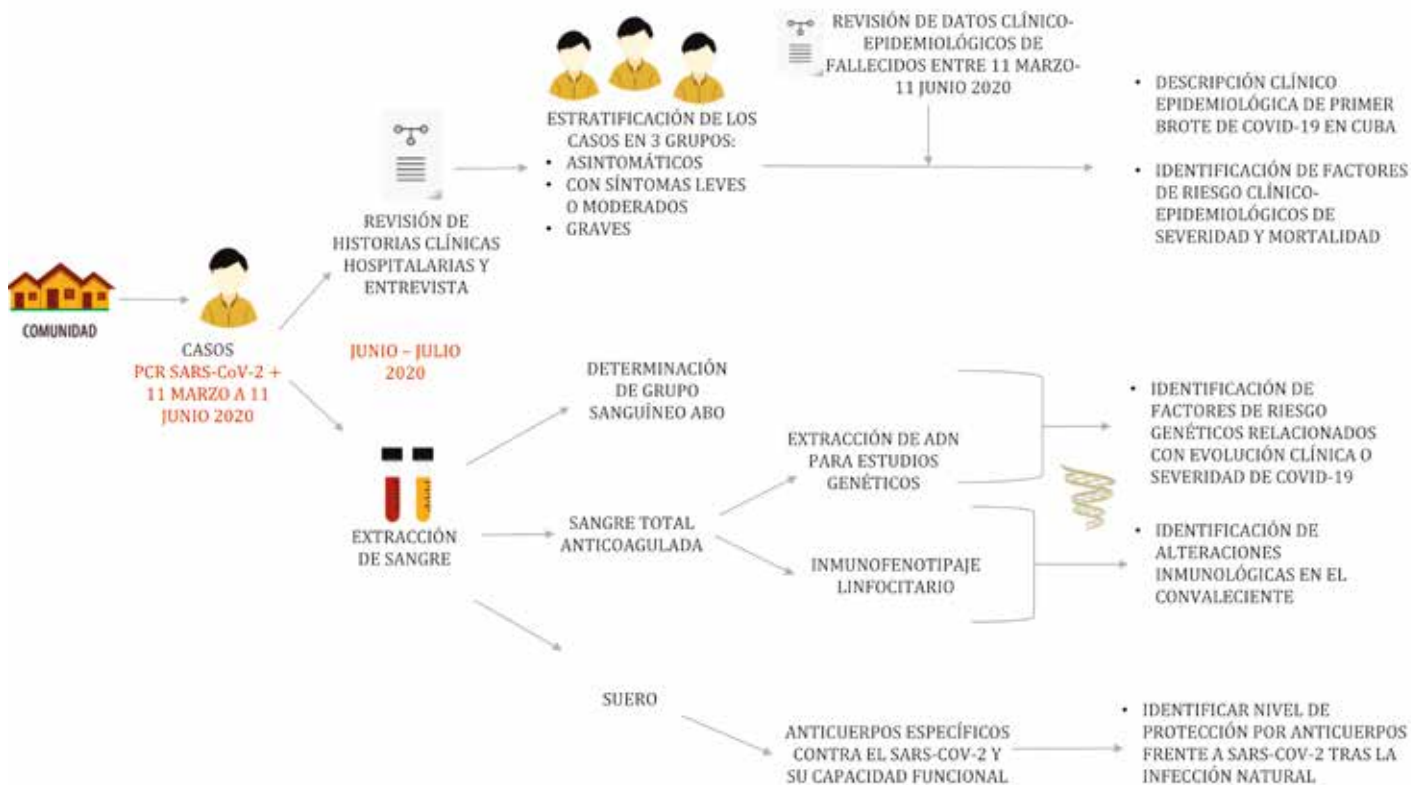 COMUNIDAD
CASOS
PCR SARS-CoV-2 +
11 MARZO A 11
JUNIO 2020
REVISIÓN DE
HISTORIAS CLÍNICAS
HOSPITALARIAS Y
ENTREVISTA
JUNIO – JULIO
2020
ESTRATIFICACIÓN DE LOS
CASOS EN 3 GRUPOS:
• ASINTOMÁTICOS
• CON SÍNTOMAS LEVES
O MODERADOS
• GRAVES
REVISIÓN DE DATOS CLÍNICO-
EPIDEMIOLÓGICOS DE
FALLECIDOS ENTRE 11 MARZO-
11 JUNIO 2020
• DESCRIPCIÓN CLÍNICO
EPIDEMIOLÓGICA DE PRIMER
BROTE DE COVID-19 EN CUBA
• IDENTIFICACIÓN DE FACTORES
DE RIESGO CLÍNICO-
EPIDEMIOLÓGICOS DE
SEVERIDAD Y MORTALIDAD
EXTRACCIÓN
DE SANGRE
DETERMINACIÓN
DE GRUPO
SANGUÍNEO ABO
SANGRE TOTAL
ANTICOAGULADA
EXTRACCIÓN DE ADN
PARA ESTUDIOS
GENÉTICOS
INMUNOFENOTIPAJE
LINFOCITARIO
• IDENTIFICACIÓN DE
FACTORES DE RIESGO
GENÉTICOS RELACIONADOS
CON EVOLUCIÓN CLÍNICA O
SEVERIDAD DE COVID-19
• IDENTIFICACIÓN DE
ALTERACIONES
INMUNOLÓGICAS EN EL
CONVALECIENTE
SUERO
ANTICUERPOS ESPECÍFICOS
CONTRA EL SARS-COV-2 Y
SU CAPACIDAD FUNCIONAL
• IDENTIFICAR NIVEL DE
PROTECCIÓN POR ANTICUERPOS
FRENTE A SARS-COV-2 TRAS LA
INFECCIÓN NATURAL